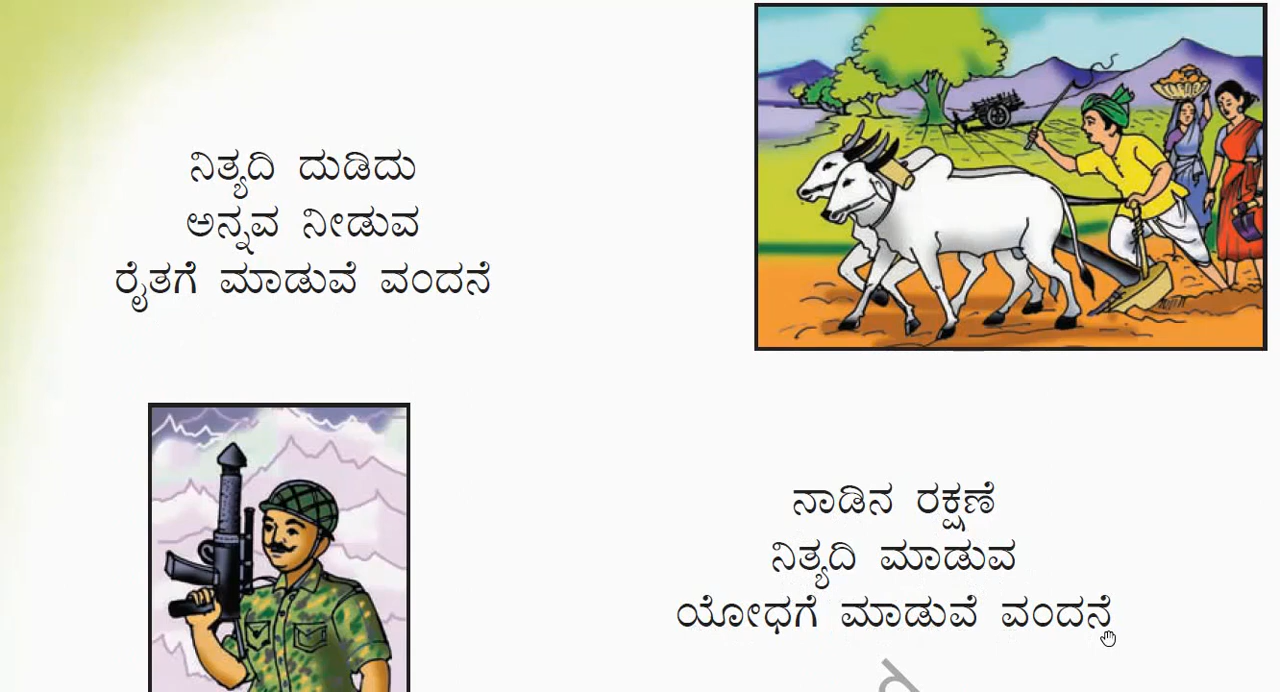 ನಿತ್ಯದಿ ದುಡಿದು
ಅನ್ನವ ನೀಡುವ
ರೈತಗೆ ಮಾಡುವೆ ವಂದನೆ
ನಾಡಿನ ರಕ್ಷಣೆ
ನಿತ್ಯದಿ ಮಾಡುವ
ಯೋಧಗೆ ಮಾಡುವೆ ವಂದನೆ